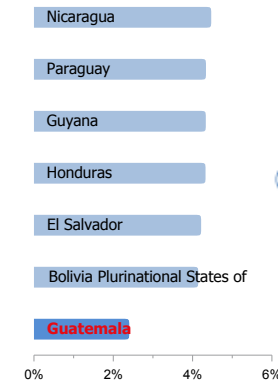 Nicaragua
Paraguay
Guyana
Honduras
El Salvador
Bolivia Plurinational States of
Guatemala
0% 2% 4% 6%